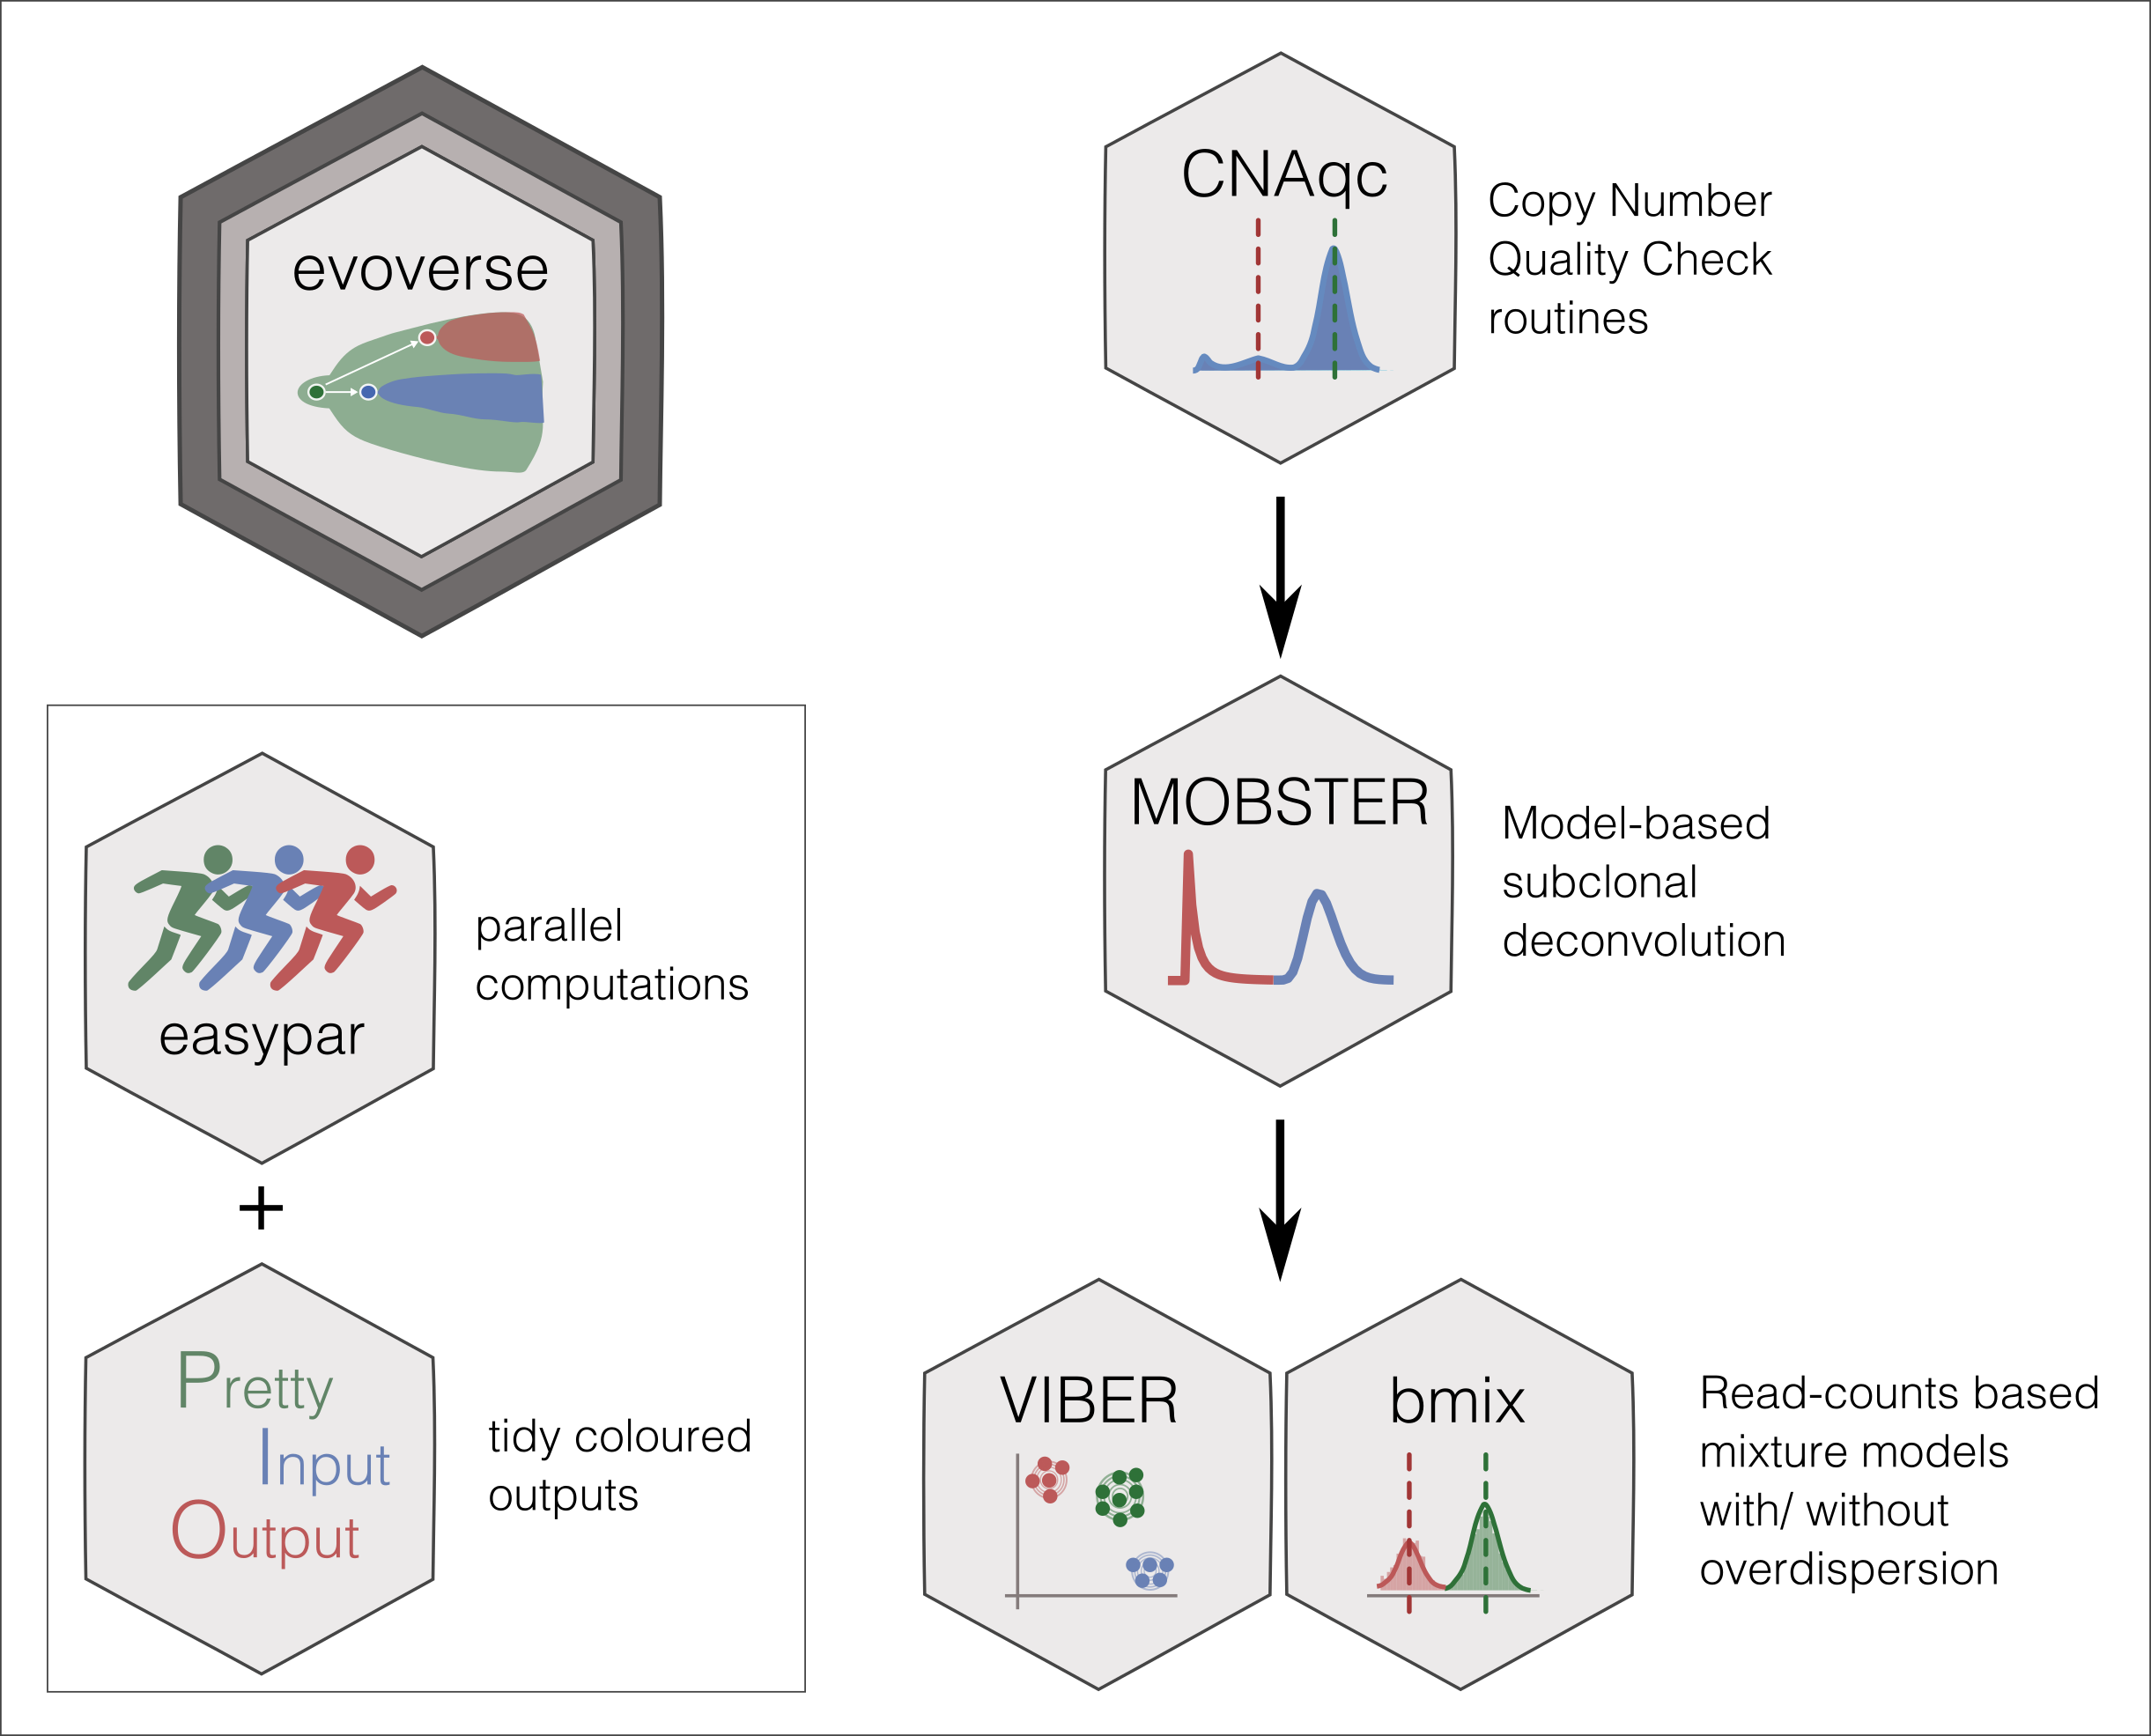 evoverse
CNAqc
Copy Number
Quality Check
routines
easypar
parallel
computations
+
Pretty
Input
Output
tidy coloured
outputs
MOBSTER
Model-based
subclonal
deconvolution
VIBER
bmix
Read-counts based
mixture models
with/ without
overdispersion